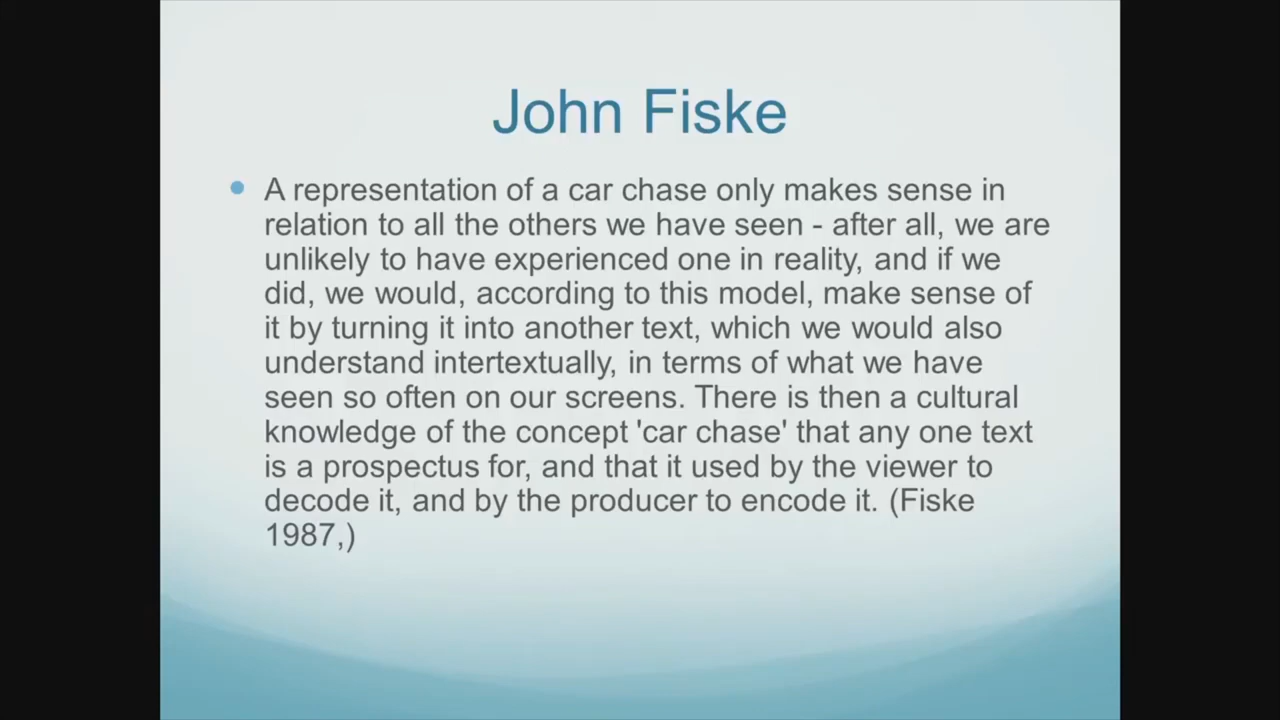 John Fiske
A representation of a car chase only makes sense in
relation to all the others we have seen - after all, we are
unlikely to have experienced one in reality, and if we
did, we would, according to this model, make sense of
it by turning it into another text, which we would also
understand intertextually, in terms of what we have
seen so often on our screens. There is then a cultural
knowledge of the concept 'car chase' that any one text
is a prospectus for, and that it used by the viewer to
decode it, and by the producer to encode it. (Fiske
1987,)